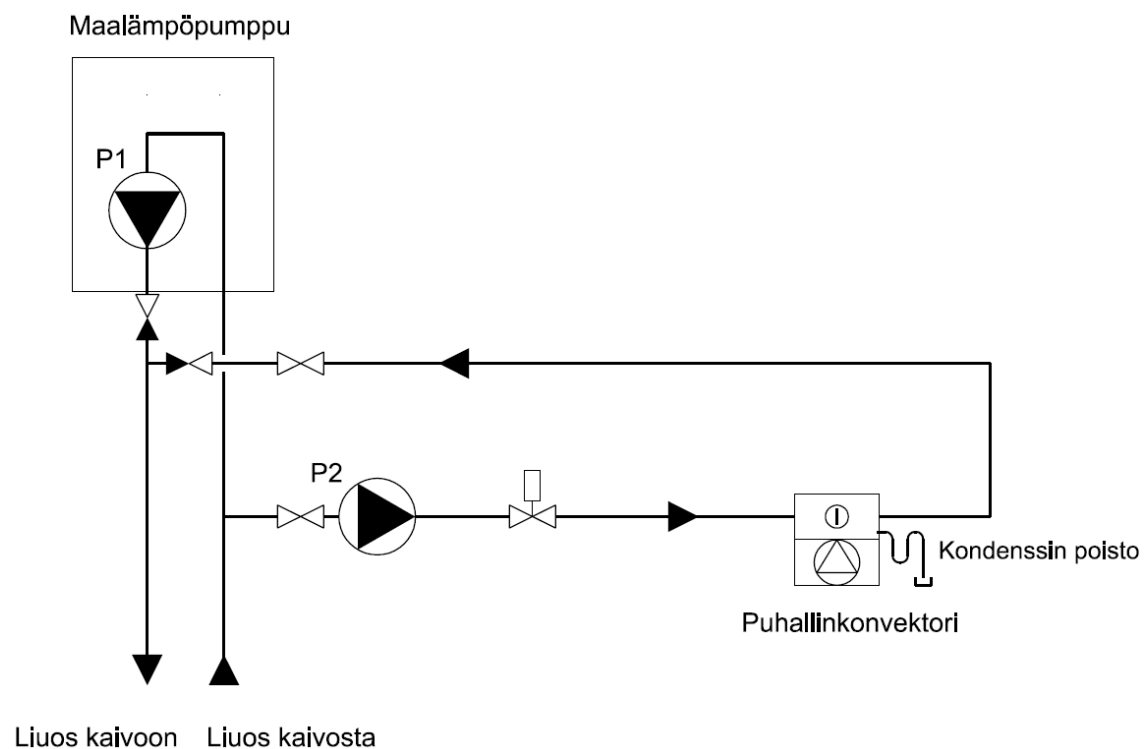 Maalämpöpumppu
P1
P2
Kondenssin poisto
Puhallinkonvektori
Liuos kaivoon Liuos kaivosta